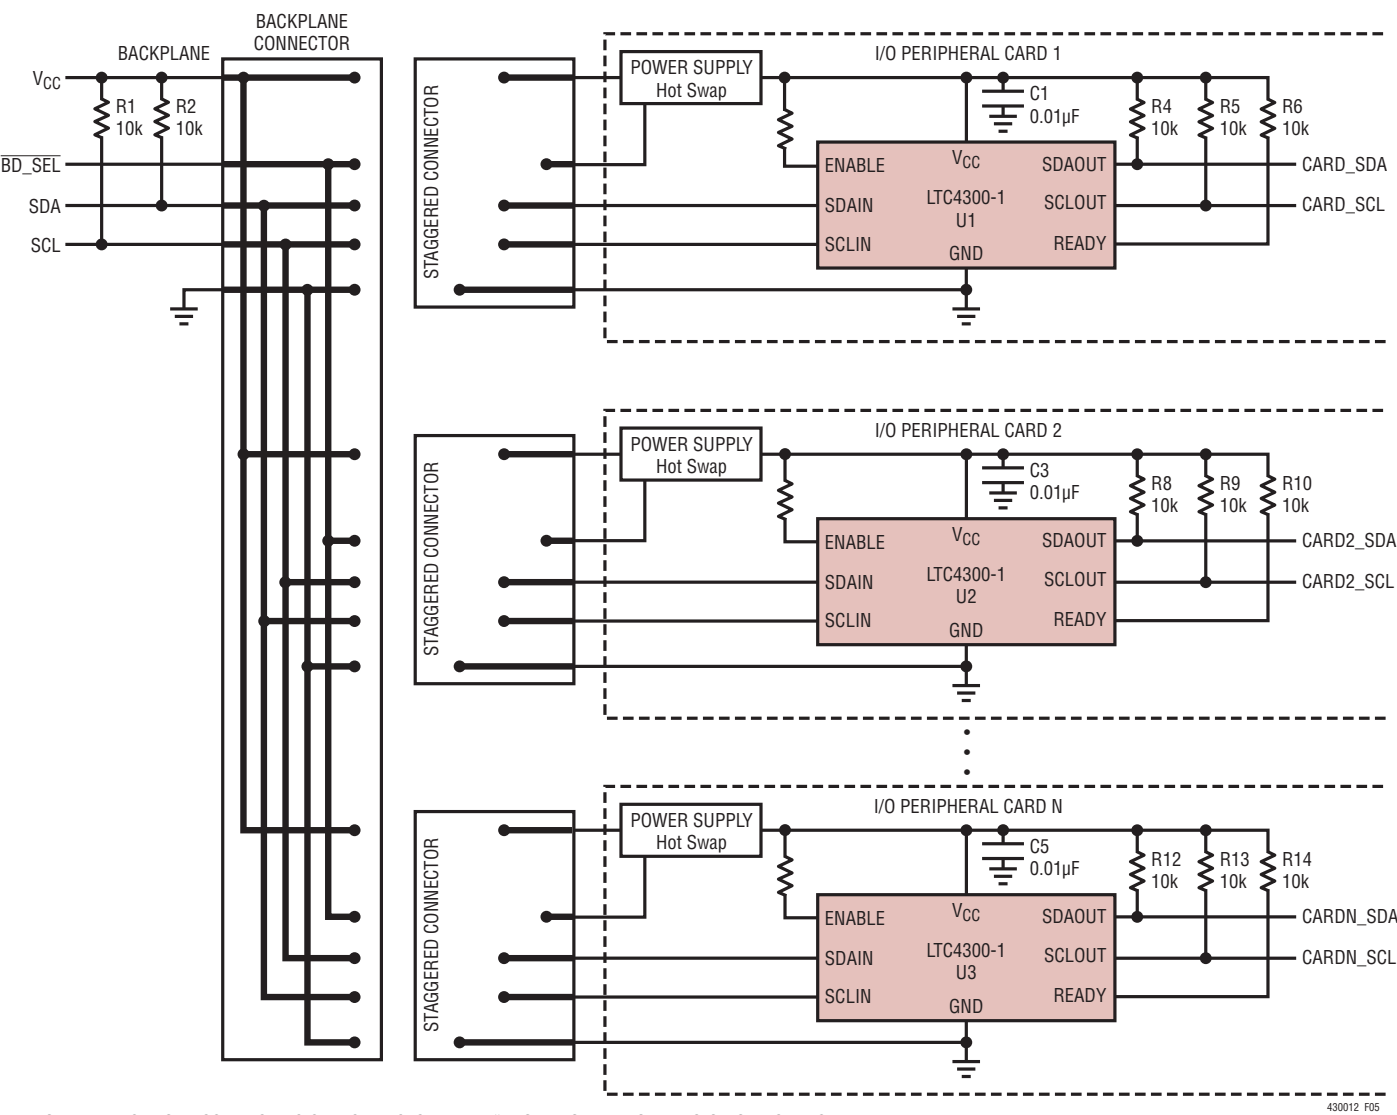 BACKPLANE
CONNECTOR
BACKPLANE
VCC
R1
10k
R2
10k
BD_SEL
SDA
SCL
STAGGERED CONNECTOR
POWER SUPPLY
Hot Swap
I/O PERIPHERAL CARD 1
C1
0.01µF
R4
10k
R5
10k
R6
10k
ENABLE
VCC
SDAOUT
CARD_SDA
SDAIN
LTC4300-1
U1
SCLOUT
CARD_SCL
SCLIN
GND
READY
STAGGERED CONNECTOR
POWER SUPPLY
Hot Swap
I/O PERIPHERAL CARD 2
C3
0.01µF
R8
10k
R9
10k
R10
10k
ENABLE
VCC
SDAOUT
CARD2_SDA
SDAIN
LTC4300-1
U2
SCLOUT
CARD2_SCL
SCLIN
GND
READY
STAGGERED CONNECTOR
POWER SUPPLY
Hot Swap
I/O PERIPHERAL CARD N
C5
0.01µF
R12
10k
R13
10k
R14
10k
ENABLE
VCC
SDAOUT
CARDN_SDA
SDAIN
LTC4300-1
U3
SCLOUT
CARDN_SCL
SCLIN
GND
READY
430012 F05